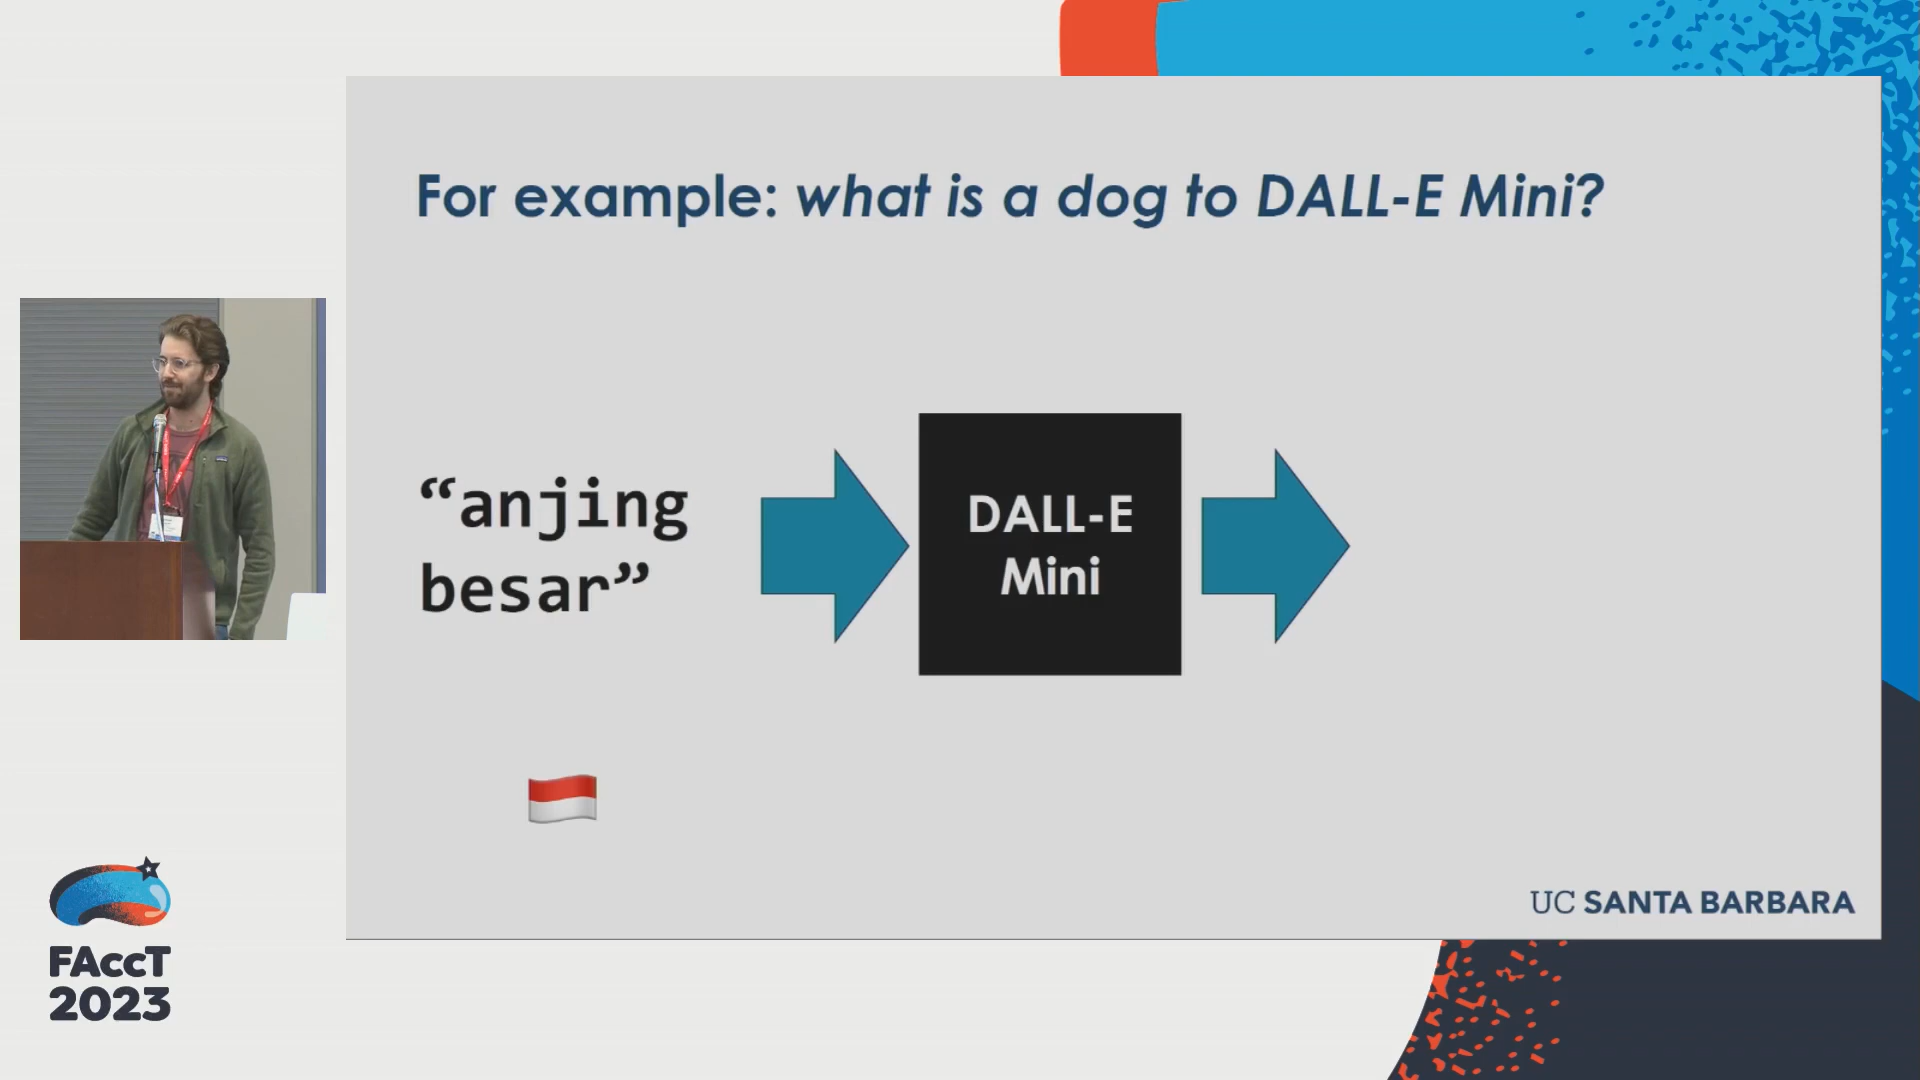 For example: what is a dog to DALL-E Mini?
“anjing
besar”
DALL-E
Mini
UC SANTA BARBARA
FAccT
2023